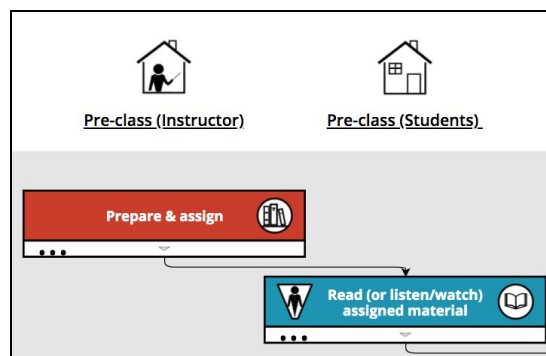 Pre-class (Instructor)
Pre-class (Students)
Prepare & assign
Read (or listen/watch)
assigned material